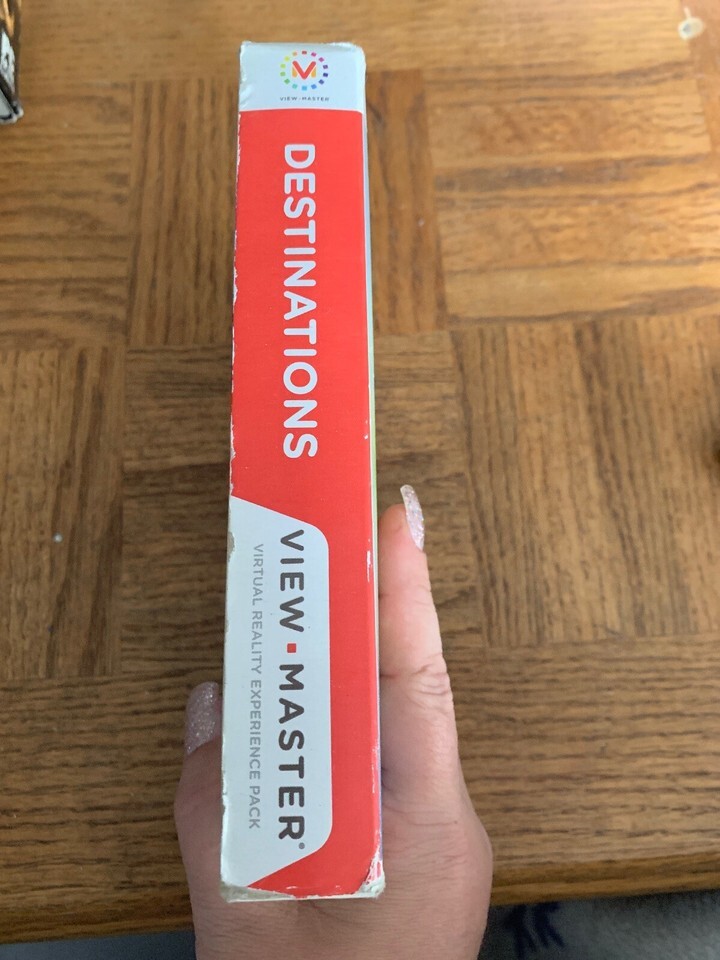 VIEW·MASTER
DESTINATIONS
VIEW▪MASTER®
VIRTUAL REALITY EXPERIENCE PACK